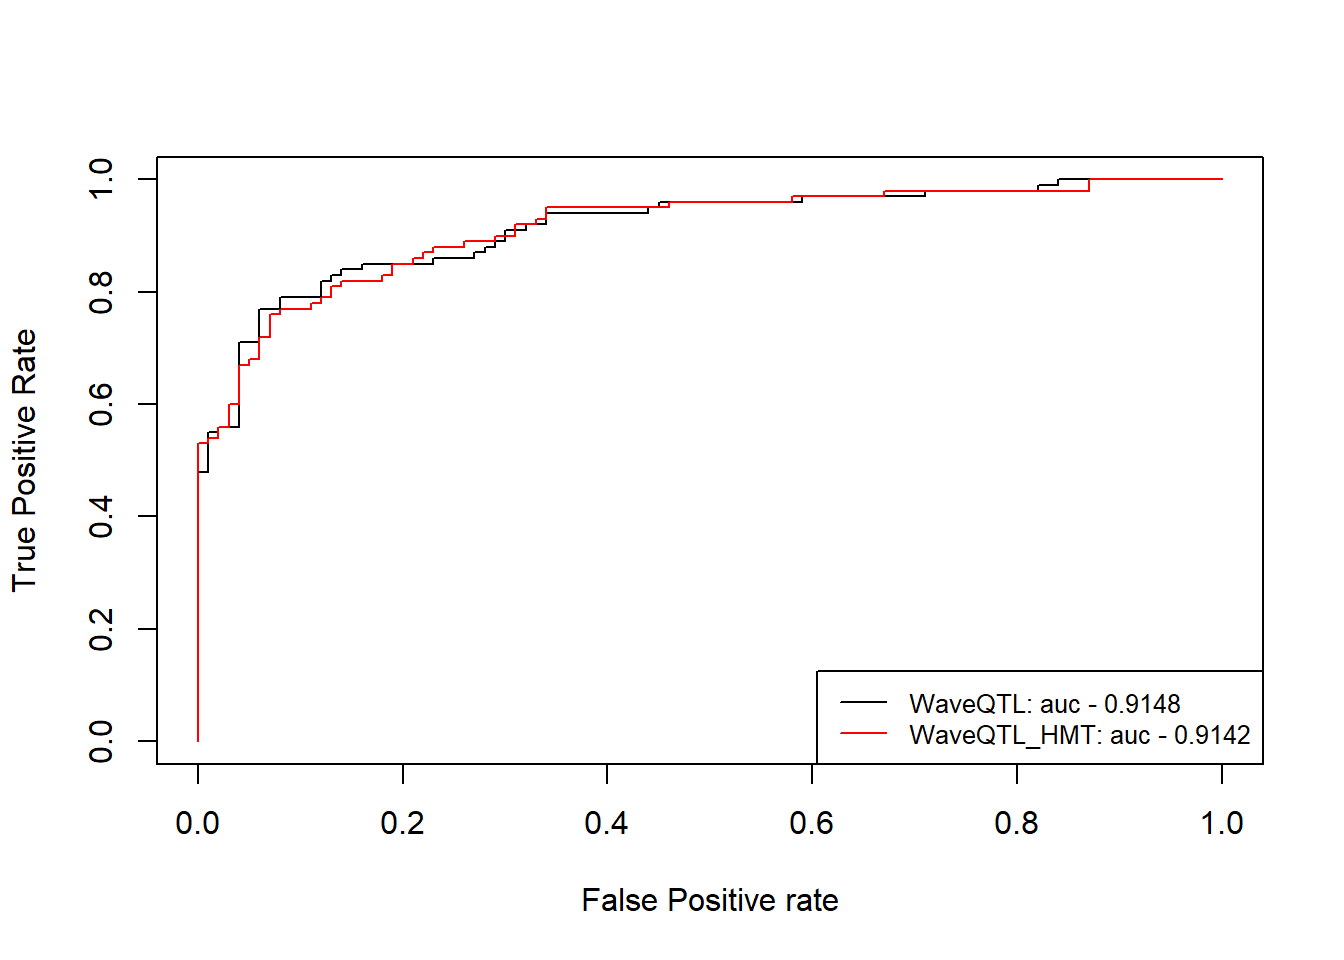 True Positive Rate
1.0
0.8
0.6
0.4
0.2
0.0
WaveQTL: auc - 0.9148
WaveQTL_HMT: auc - 0.9142
0.0 0.2 0.4 0.6 0.8 1.0
False Positive rate